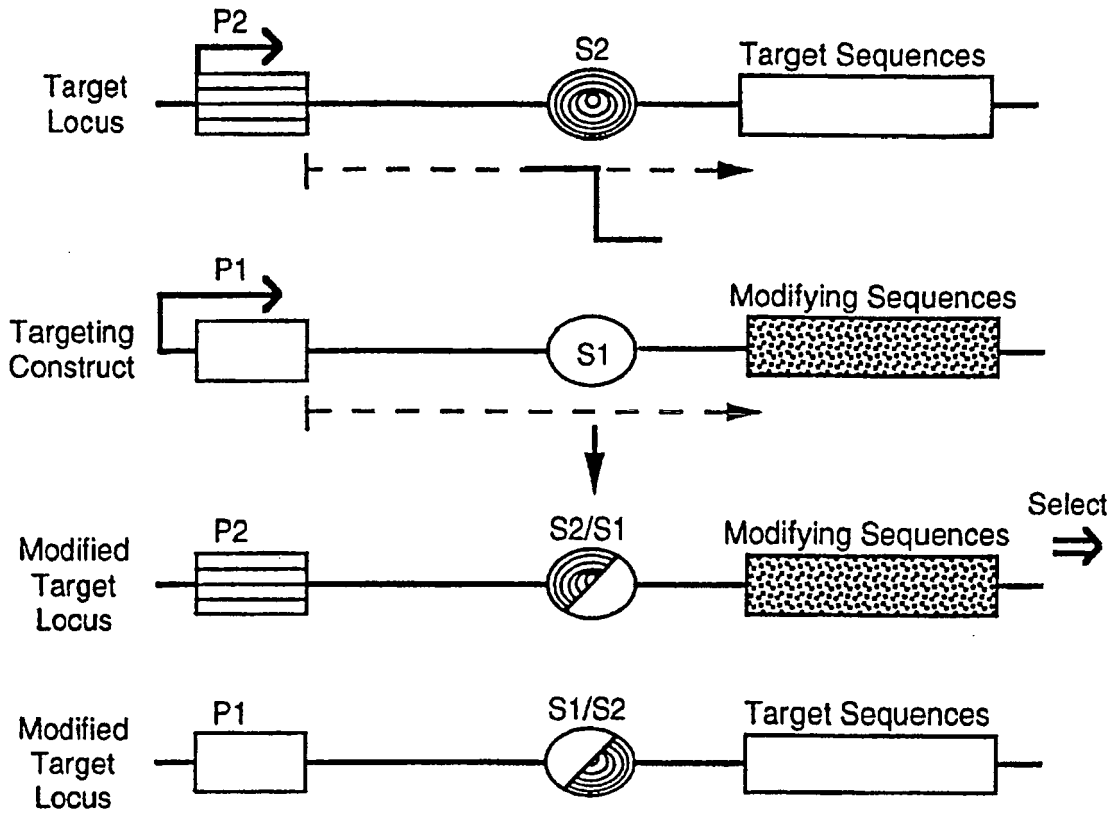 P2
S2
Target Sequences
Target
Locus
P1
Modifying Sequences
Targeting
Construct
S1
Select
P2
S2/S1
Modifying Sequences
Modified
Target
Locus
P1
S1/S2
Target Sequences
Modified
Target
Locus